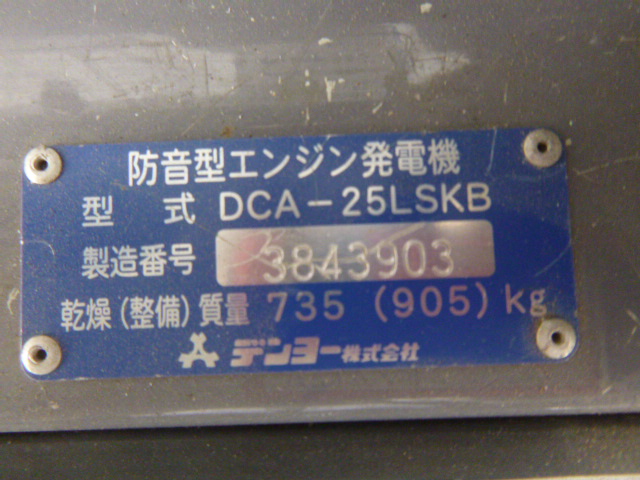 防音型エンジン発電機
型式 DCA-25LSKB
製造番号 3843903
乾燥(整備)質量 735 (905) kg
デンヨー株式会社